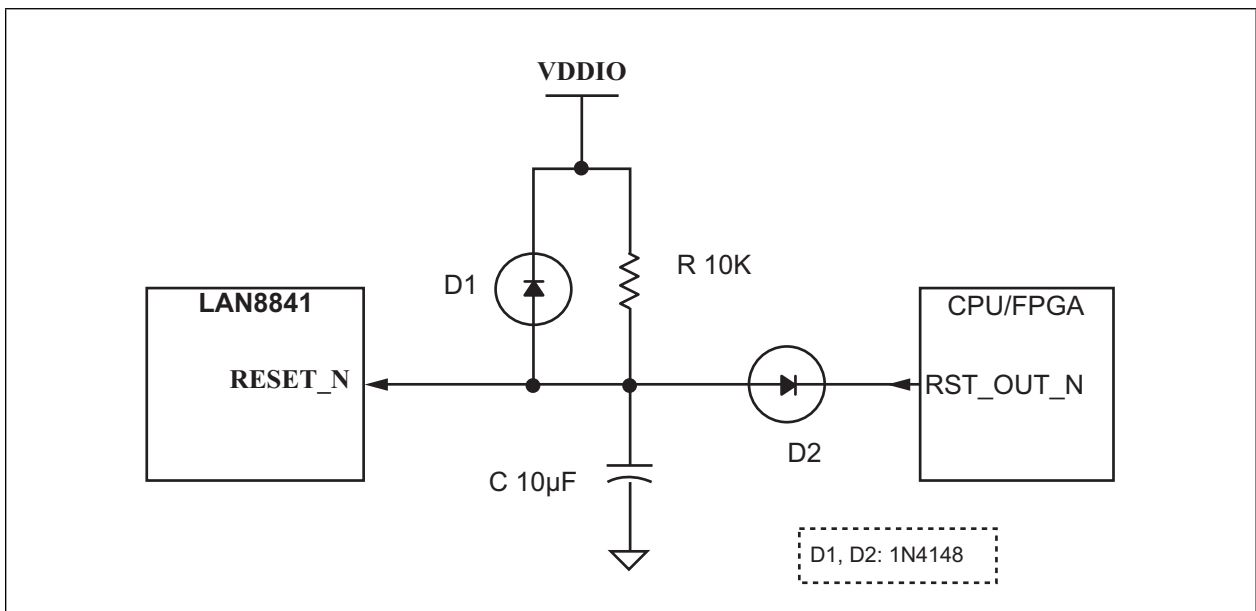 VDDIO
D1
R 10K
LAN8841
RESET_N
CPU/FPGA
RST_OUT_N
D2
C 10µF
D1, D2: 1N4148